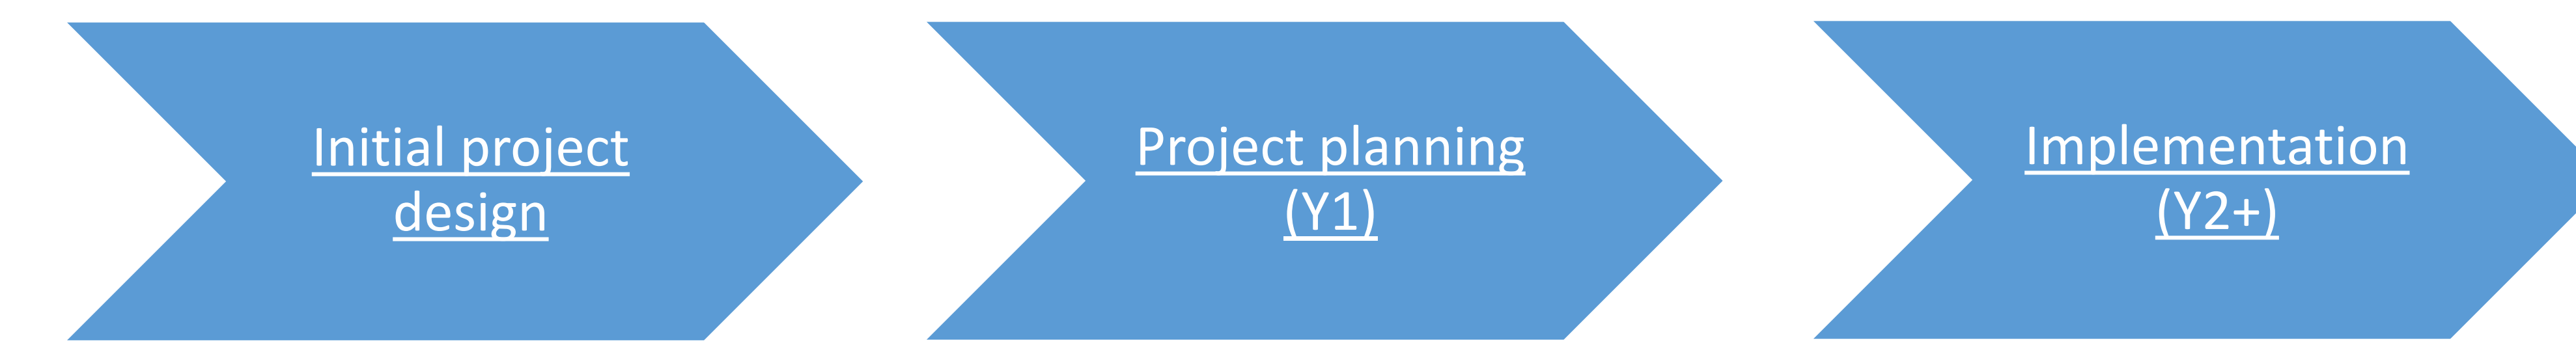 Initial project
design
Project planning
(Y1)
Implementation
(Y2+)